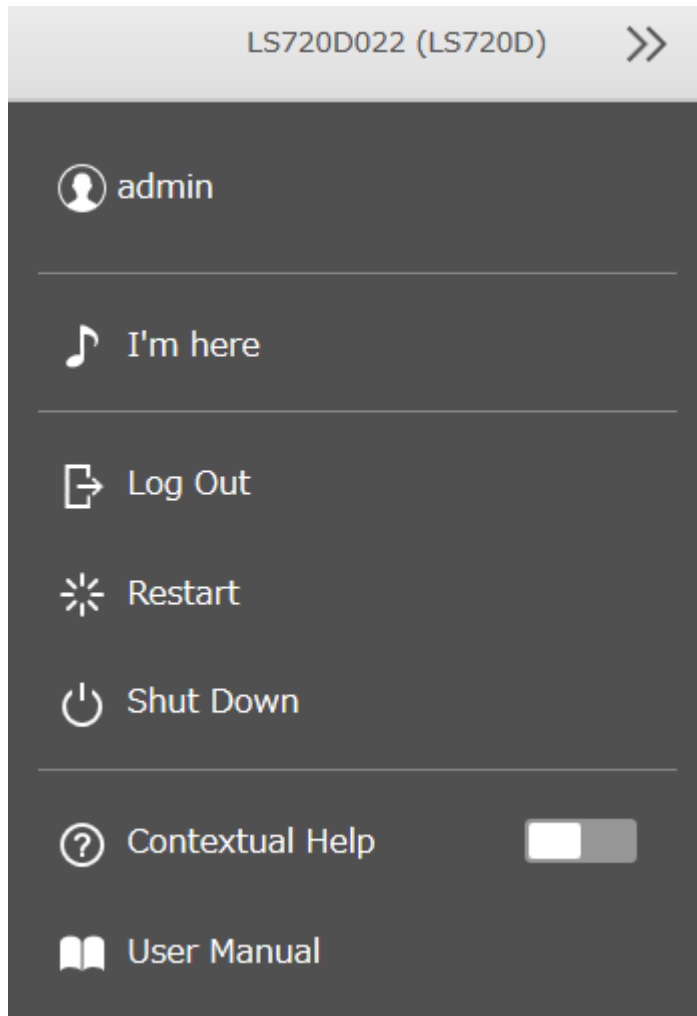 LS720D022 (LS720D)
admin
I'm here
Log Out
Restart
Shut Down
Contextual Help
User Manual